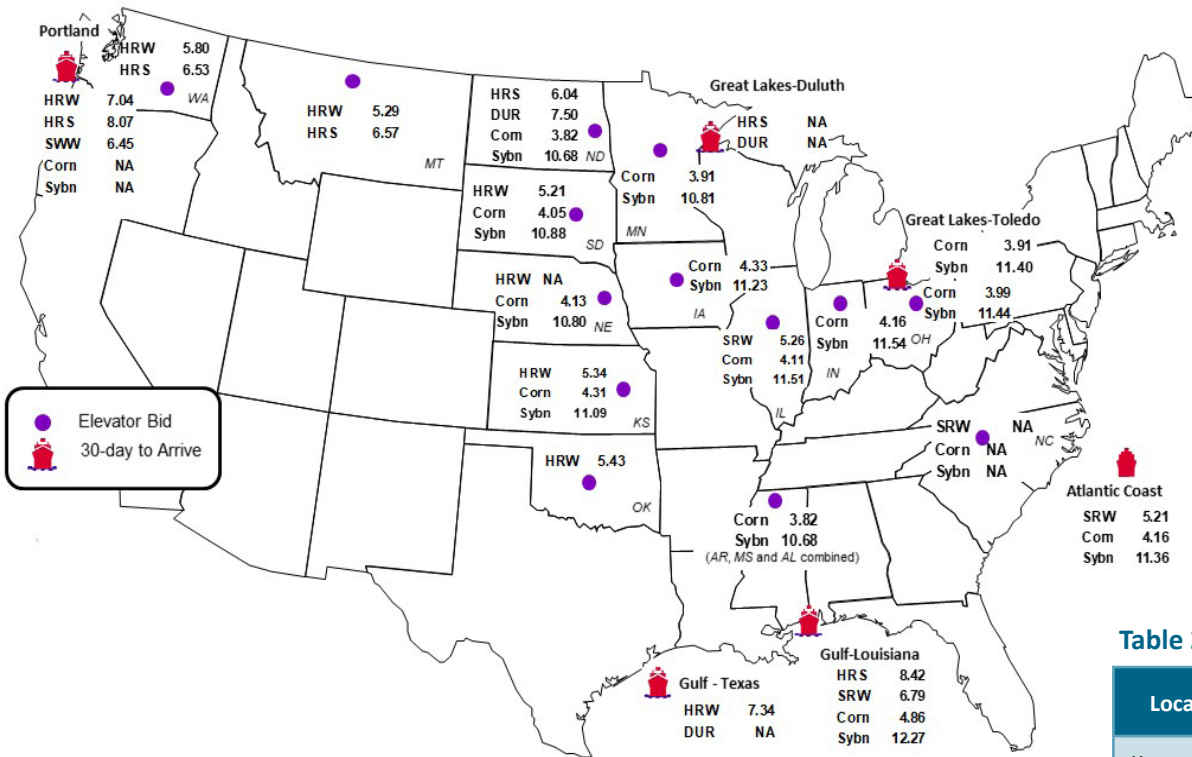 Portland
HRW 5.80
HRS 6.53
WA
HRW 7.04
HRS 8.07
SWW 6.45
Corn NA
Sybn NA
HRW 5.29
HRS 6.57
MT
HRS 6.04
DUR 7.50
Corn 3.82
Sybn 10.68 ND
Great Lakes-Duluth
HRS NA
DUR NA
Corn 3.91
Sybn 10.81
MN
HRW 5.21
Corn 4.05
Sybn 10.88
SD
Great Lakes-Toledo
Corn 3.91
Sybn 11.40
HRW NA
Corn 4.13
Sybn 10.80 NE
Corn 4.33
Sybn 11.23
IA
SRW 5.26
Corn 4.11
Sybn 11.51
IL
Corn 4.16
Sybn 11.54
IN
Corn 3.99
Sybn 11.44
OH
HRW 5.34
Corn 4.31
Sybn 11.09
KS
Elevator Bid
30-day to Arrive
HRW 5.43
OK
SRW NA
Corn NA
Sybn NA
NC
Corn 3.82
Sybn 10.68
(AR, MS and AL combined)
Atlantic Coast
SRW 5.21
Corn 4.16
Sybn 11.36
Gulf - Texas
HRW 7.34
DUR NA
Gulf-Louisiana
HRS 8.42
SRW 6.79
Corn 4.86
Sybn 12.27
Table
Loca